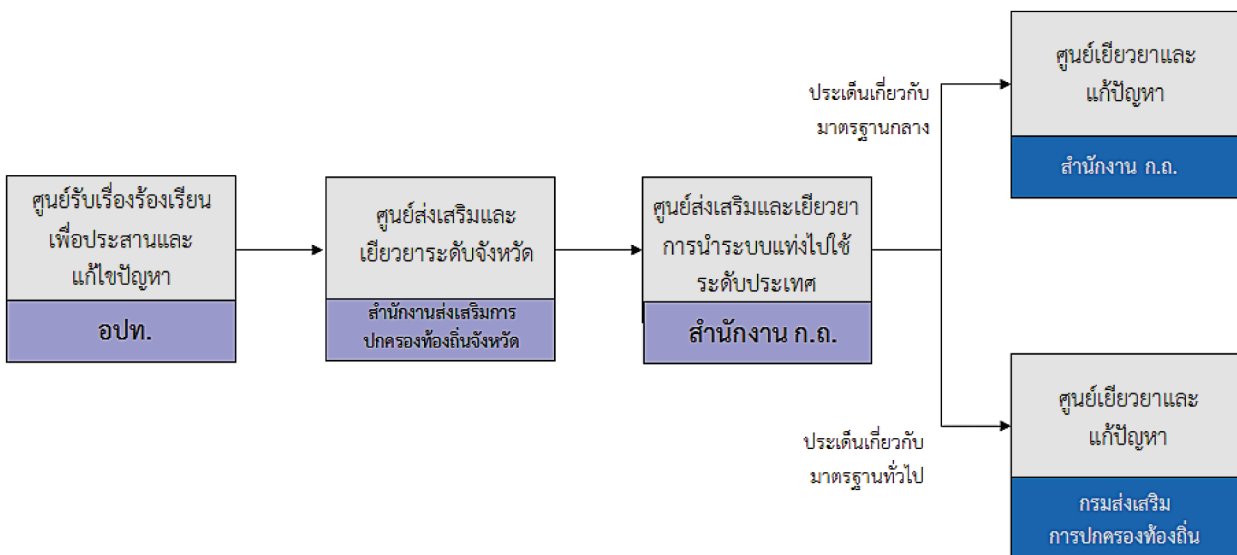 ศูนย์รับเรื่องร้องเรียน
เพื่อประสานและ
แก้ไขปัญหา
อปท.
ศูนย์ส่งเสริมและ
เยียวยาระดับจังหวัด
สำนักงานส่งเสริมการ
ปกครองท้องถิ่นจังหวัด
ศูนย์ส่งเสริมและเยียวยา
การนำระบบแท่งไปใช้
ระดับประเทศ
สำนักงาน ก.ถ.
ประเด็นเกี่ยวกับ
มาตรฐานกลาง
ศูนย์เยียวยาและ
แก้ปัญหา
สำนักงาน ก.ถ.
ประเด็นเกี่ยวกับ
มาตรฐานทั่วไป
ศูนย์เยียวยาและ
แก้ปัญหา
กรมส่งเสริม
การปกครองท้องถิ่น